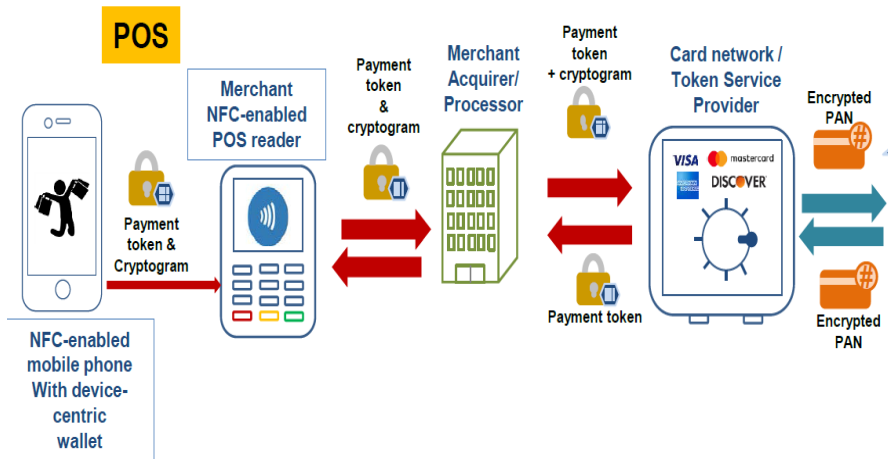 POS
Merchant
NFC-enabled
POS reader
Payment
token
&
cryptogram
Merchant
Acquirer/
Processor
Payment
token
+ cryptogram
Card network /
Token Service
Provider
Encrypted
PAN
#
VISA
mastercard
AMERICAN
EXPRESS
DISCOVER
Payment
token &
Cryptogram
Payment token
#
Encrypted
PAN
NFC-enabled
mobile phone
With device-
centric
wallet